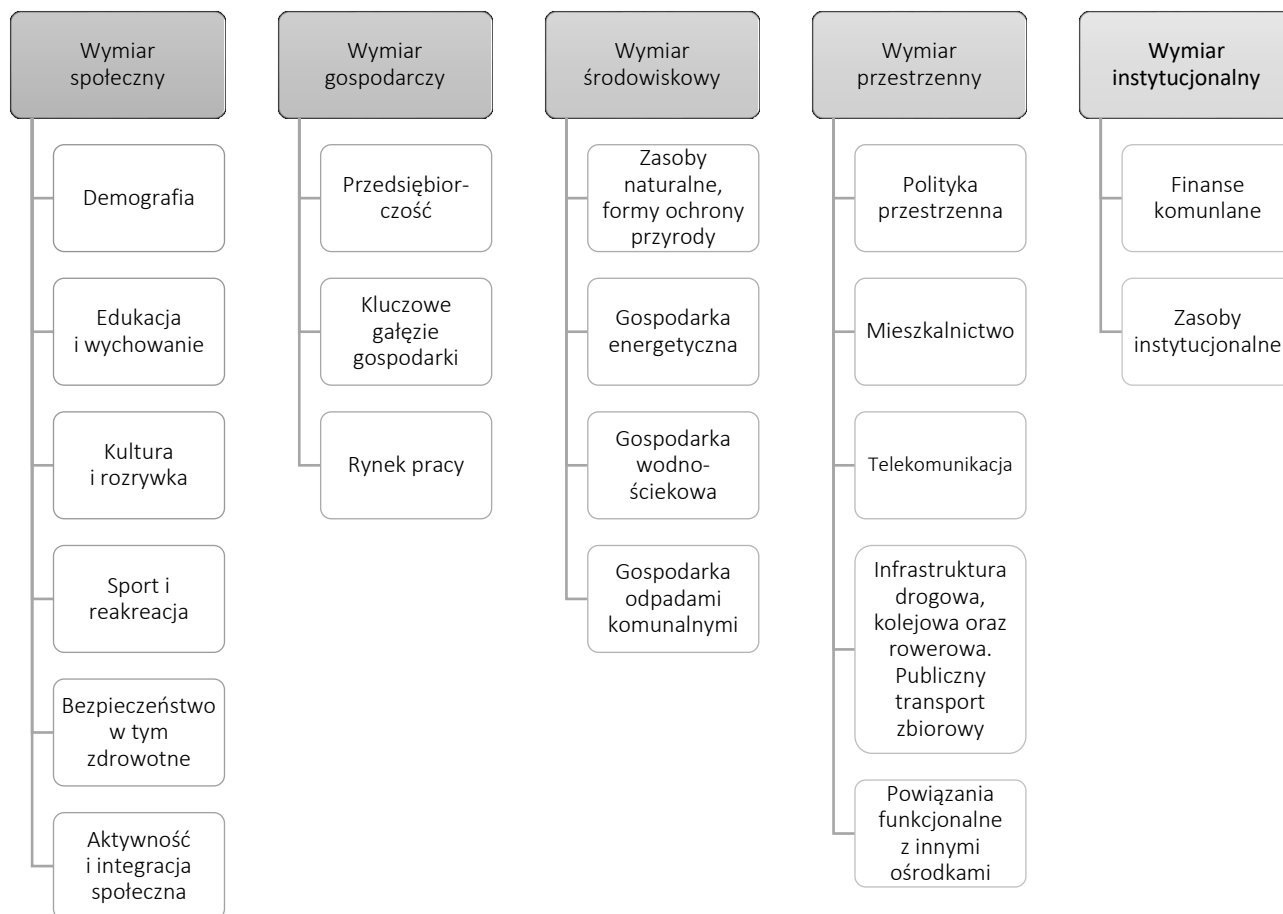 Wymiar
społeczny
Demografia
Edukacja
i wychowanie
Kultura
i rozrywka
Sport i
reakreacja
Bezpieczeństwo
w tym
zdrowotne
Aktywność
i integracja
społeczna
Wymiar
gospodarczy
Przedsiębior-
czość
Kluczowe
gałęzie
gospodarki
Rynek pracy
Wymiar
środowiskowy
Zasoby
naturalne,
formy ochrony
przyrody
Gospodarka
energetyczna
Gospodarka
wodno-
ściekowa
Gospodarka
odpadami
komunalnymi
Wymiar
przestrzenny
Polityka
przestrzenna
Mieszkalnictwo
Telekomunikacja
Infrastruktura
drogowa,
kolejowa oraz
rowerowa.
Publiczny
transport
zbiorowy
Powiązania
funkcjonalne
z innymi
ośrodkami
Wymiar
instytucjonalny
Finanse
komunlane
Zasoby
instytucjonalne